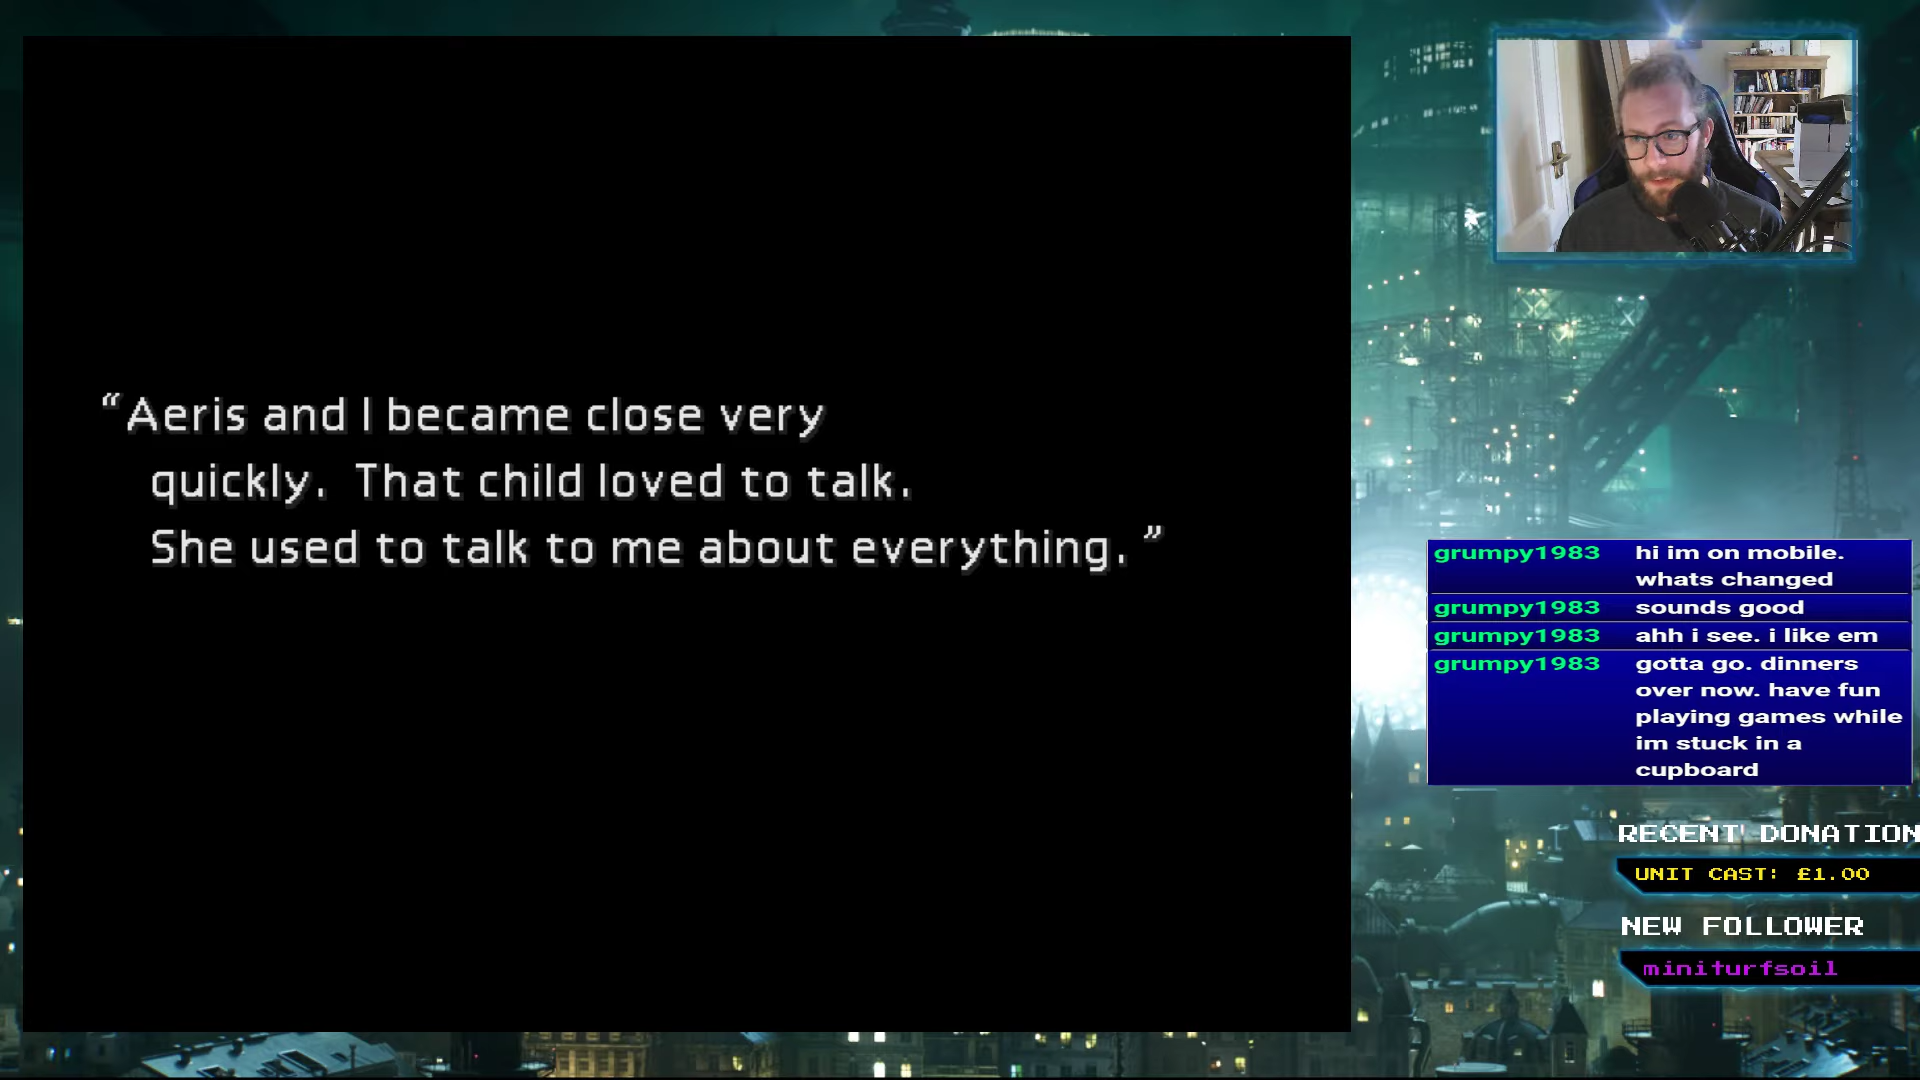 “Aeris and I became close very
quickly. That child loved to talk.
She used to talk to me about everything.”
grumpy1983 hi im on mobile.
whats changed
grumpy1983 sounds good
grumpy1983 ahh i see. i like em
grumpy1983 gotta go. dinners
over now. have fun
playing games while
im stuck in a
cupboard
RECENT DONATION
UNIT CAST: £1.00
NEW FOLLOWER
miniturfsoil